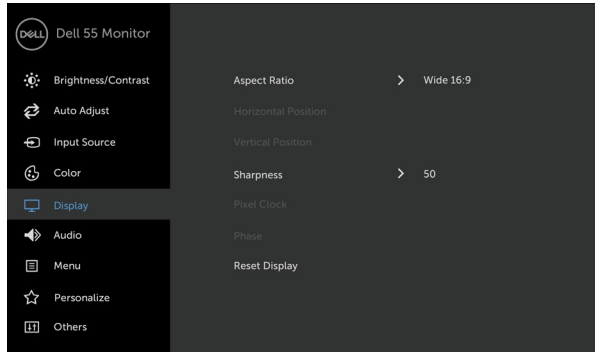 DELL Dell 55 Monitor
Brightness/Contrast
Auto Adjust
Input Source
Color
Display
Audio
Menu
Personalize
Others
Aspect Ratio Wide 16:9
Horizontal Position
Vertical Position
Sharpness 50
Pixel Clock
Phase
Reset Display